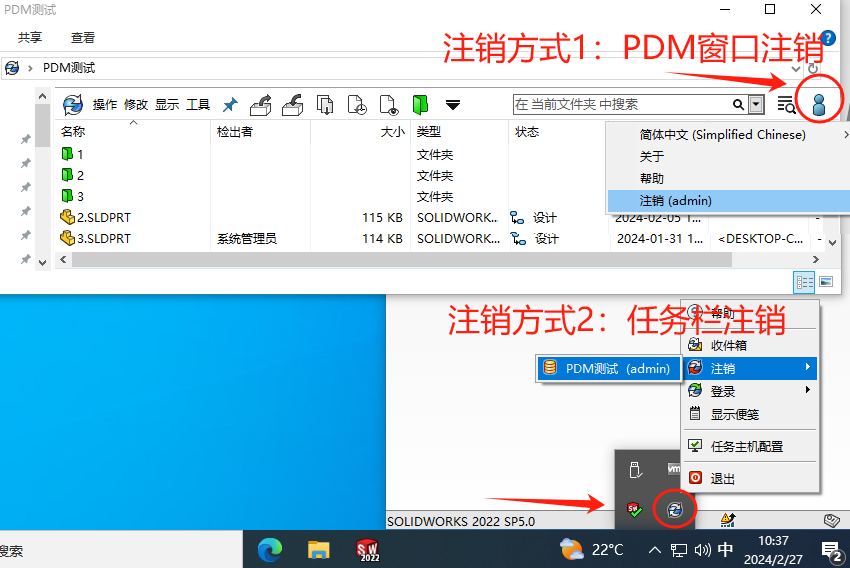 PDM测试
共享 查看
注销方式1：PDM窗口注销
PDM测试
操作 修改 显示 工具
在 当前文件夹 中搜索
名称 检出者 大小 类型 状态
简体中文 (Simplified Chinese)
关于
帮助
注销 (admin)
1 文件夹
2 文件夹
3 文件夹
2.SLDPRT 115 KB SOLIDWORK... 设计 2024-02-05 1... -
3.SLDPRT 系统管理员 114 KB SOLIDWORK... 设计 2024-01-31 1... <DESKTOP-C... -
注销方式2：任务栏注销
帮助
收件箱
注销
PDM测试 (admin)
登录
显示便笺
任务主机配置
退出
vm
SW
SOLIDWORKS 2022 SP5.0
搜索
SW
2022
22°C
中
10:37
2024/2/27
2